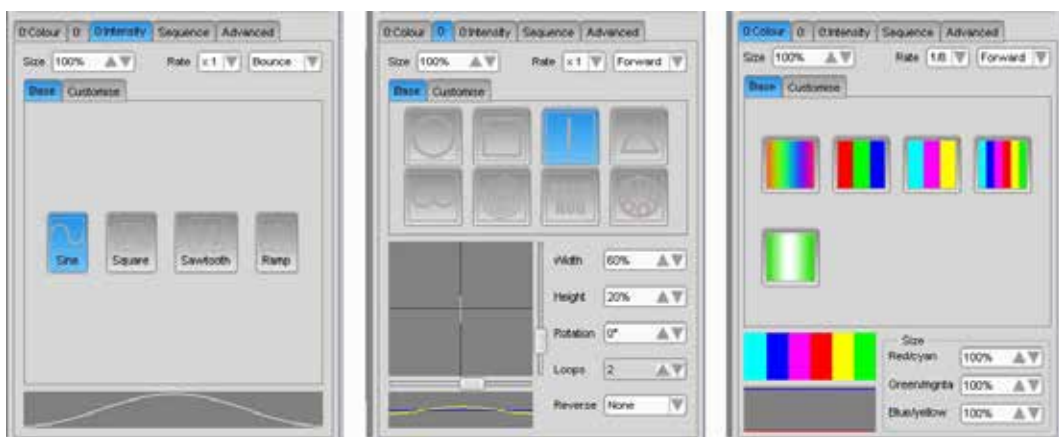 0:Colour 0: 0:Intensity Sequence Advanced
Size 100% Rate x1 Bounce
Base Customise
Sine Square Sawtooth Ramp
0:Colour 0: 0:Intensity Sequence Advanced
Size 100% Rate x1 Forward
Base Customise
Width 60%
Height 20%
Rotation 0°
Loops 2
Reverse None
0:Colour 0: 0:Intensity Sequence Advanced
Size 100% Rate 1/8 Forward
Base Customise
Size
Red/cyan 100%
Green/mgnta 100%
Blue/yellow 100%